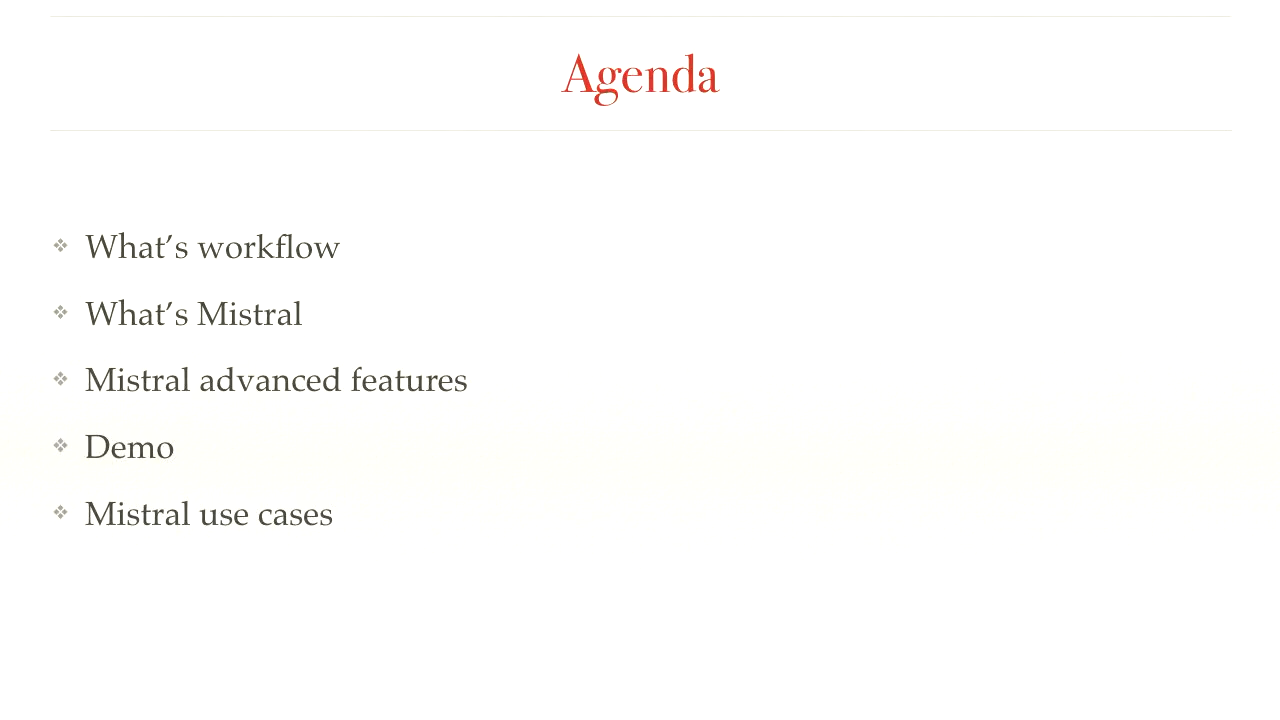 Agenda
What’s workflow
What’s Mistral
Mistral advanced features
Demo
Mistral use cases